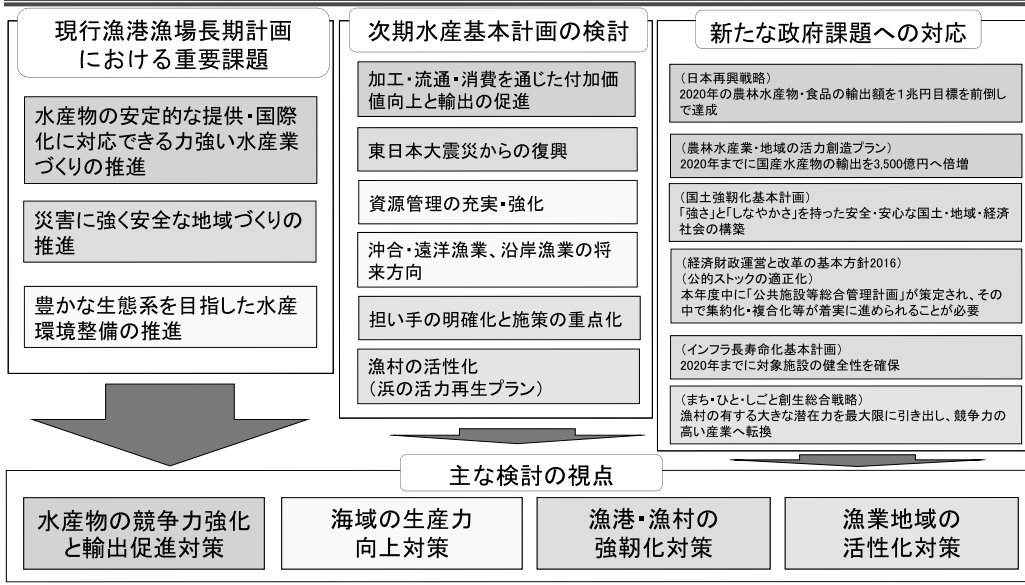 現行漁港漁場長期計画
における重要課題
水産物の安定的な提供・国際
化に対応できる力強い水産業
づくりの推進
災害に強く安全な地域づくりの
推進
豊かな生態系を目指した水産
環境整備の推進
次期水産基本計画の検討
加工・流通・消費を通じた付加価
値向上と輸出の促進
東日本大震災からの復興
資源管理の充実・強化
沖合・遠洋漁業、沿岸漁業の将
来方向
担い手の明確化と施策の重点化
漁村の活性化
（浜の活力再生プラン）
新たな政府課題への対応
（日本再興戦略）
2020年の農林水産物・食品の輸出額を１兆円目標を前倒し
で達成
（農林水産業・地域の活力創造プラン）
2020年までに国産水産物の輸出を3,500億円へ倍増
（国土強靭化基本計画）
「強さ」と「しなやかさ」を持った安全・安心な国土・地域・経済
社会の構築
（経済財政運営と改革の基本方針2016）
（公的ストックの適正化）
本年度中に「公共施設等総合管理計画」が策定され、その
中で集約化・複合化等が着実に進められることが必要
（インフラ長寿命化基本計画）
2020年までに対象施設の健全性を確保
（まち・ひと・しごと創生総合戦略）
漁村の有する大きな潜在力を最大限に引き出し、競争力の
高い産業へ転換
主な検討の視点
水産物の競争力強化
と輸出促進対策
海域の生産力
向上対策
漁港・漁村の
強靭化対策
漁業地域の
活性化対策